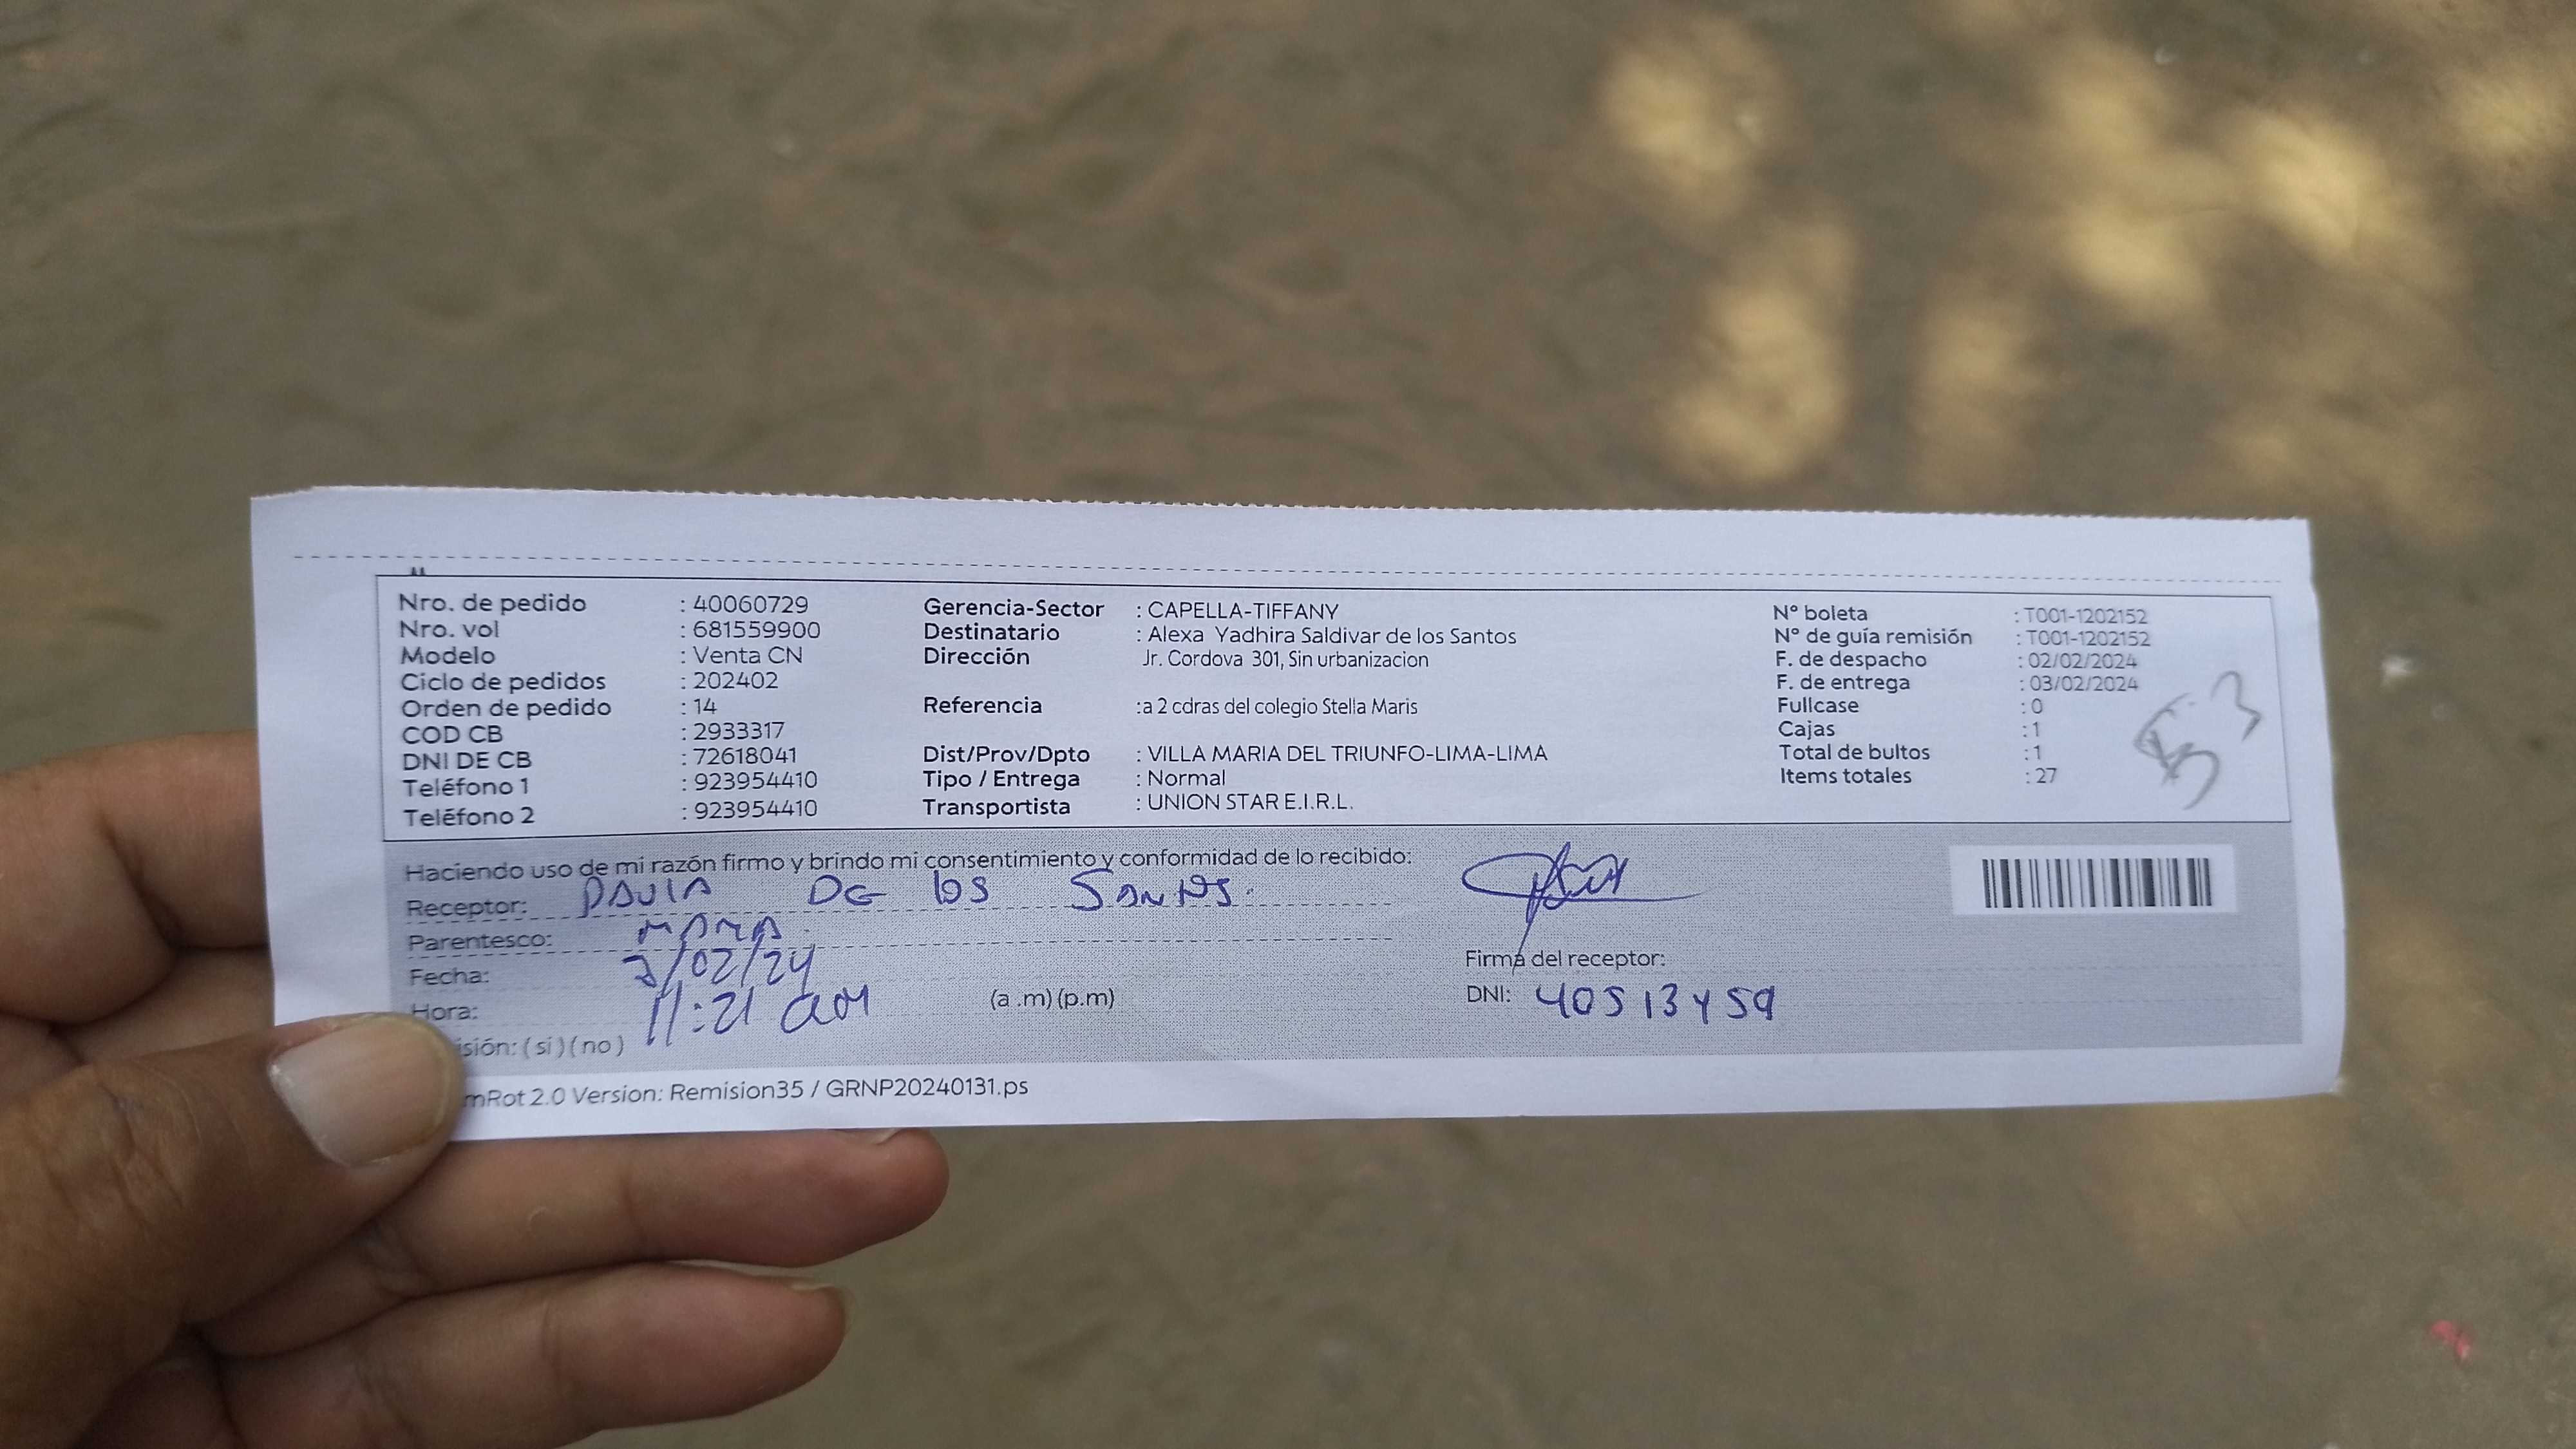 Nro. de pedido : 40060729
Nro. vol : 681559900
Modelo : Venta CN
Ciclo de pedidos : 202402
Orden de pedido : 14
COD CB : 2933317
DNI DE CB : 72618041
Teléfono 1 : 923954410
Teléfono 2 : 923954410
Gerencia-Sector : CAPELLA-TIFFANY
Destinatario : Alexa Yadhira Saldivar de los Santos
Dirección Jr. Cordova 301, Sin urbanizacion
Referencia :a 2 cdras del colegio Stella Maris
Dist/Prov/Dpto : VILLA MARIA DEL TRIUNFO-LIMA-LIMA
Tipo / Entrega : Normal
Transportista : UNION STAR E.I.R.L.
N° boleta : T001-1202152
N° de guía remisión : T001-1202152
F. de despacho : 02/02/2024
F. de entrega : 03/02/2024
Fullcase : 0
Cajas : 1
Total de bultos : 1
Items totales : 27
53
Haciendo uso de mi razón firmo y brindo mi consentimiento y conformidad de lo recibido:
Receptor: PAULA DE LOS SANTOS.
Parentesco: MAMA
Fecha: /02/24
Hora: 11:21 am (a .m) (p.m)
isión: ( si ) ( no )
Firma del receptor:
DNI: 40513459
mRot 2.0 Version: Remision35 / GRNP20240131.ps